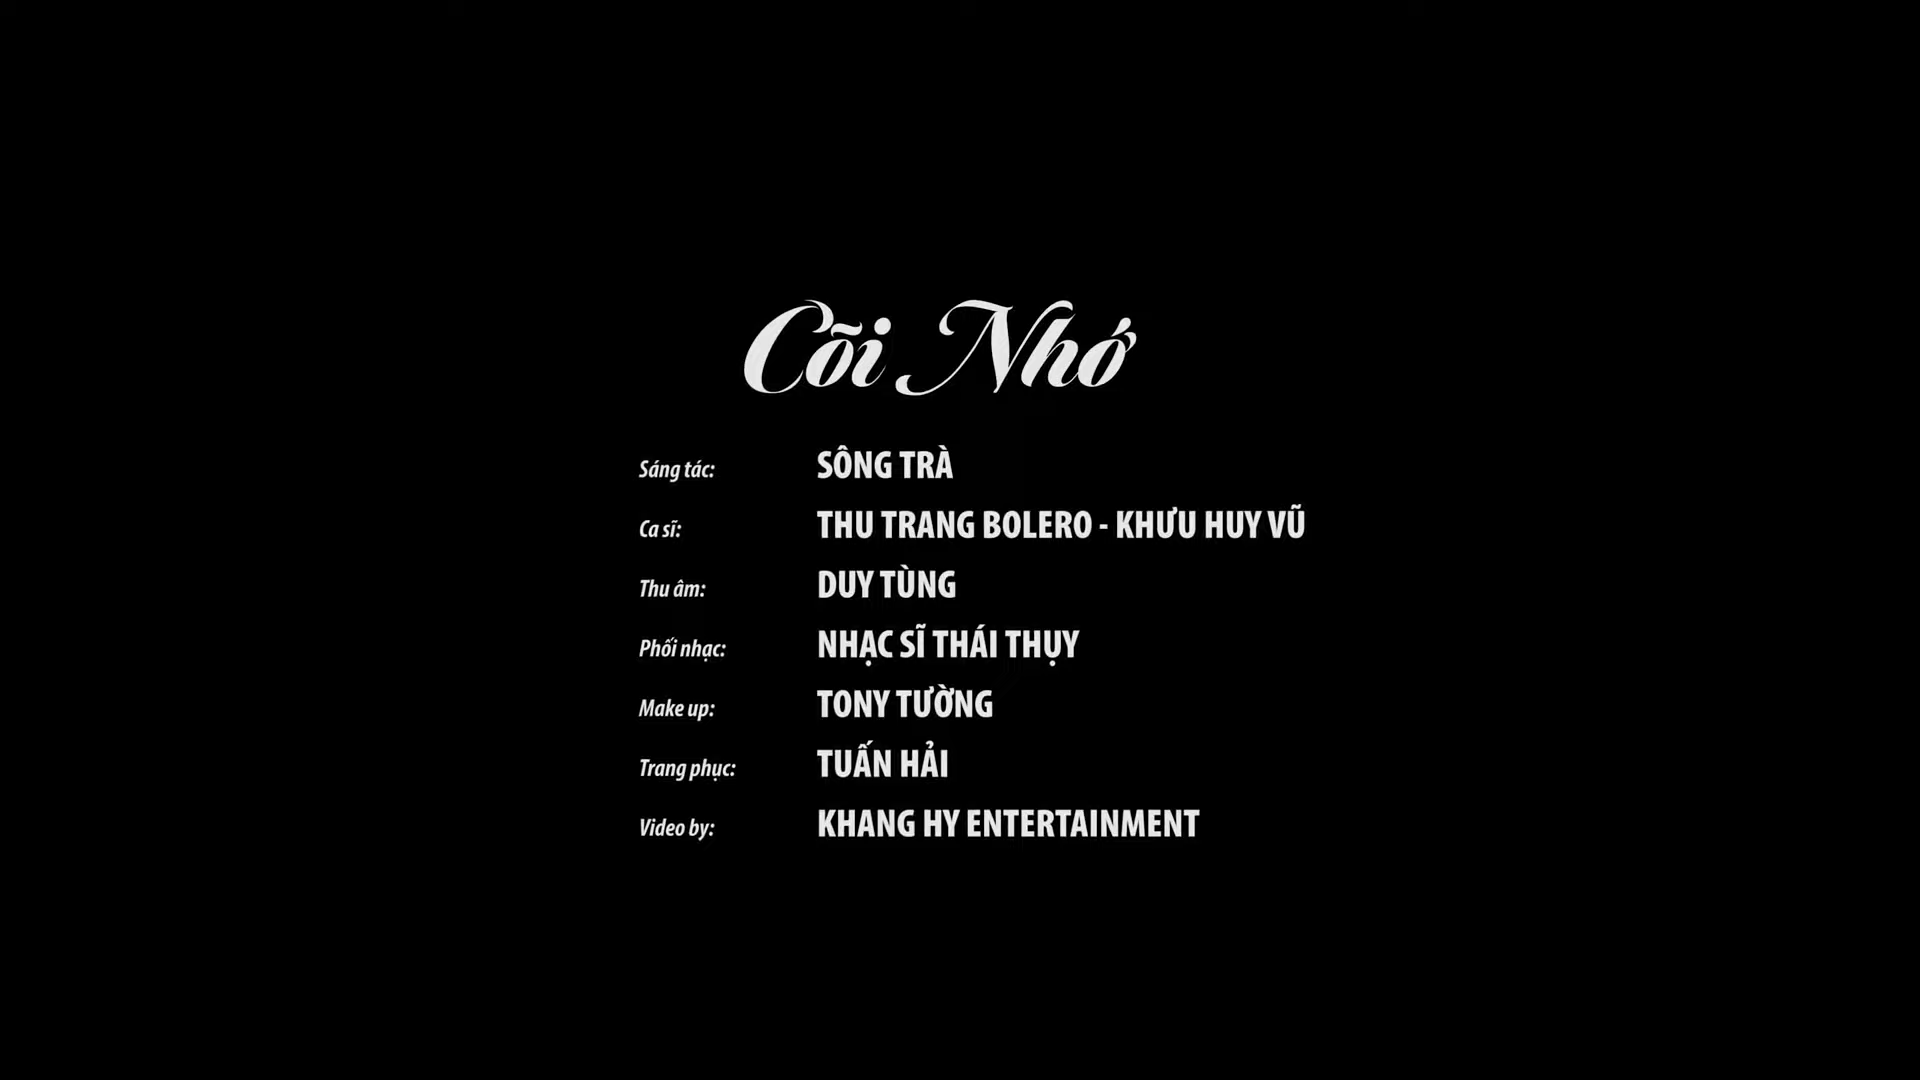 Cõi Nhớ
Sáng tác: SÔNG TRÀ
Ca sĩ: THU TRANG BOLERO - KHƯU HUY VŨ
Thu âm: DUY TÙNG
Phối nhạc: NHẠC SĨ THÁI THỤY
Make up: TONY TƯỜNG
Trang phục: TUẤN HẢI
Video by: KHANG HY ENTERTAINMENT